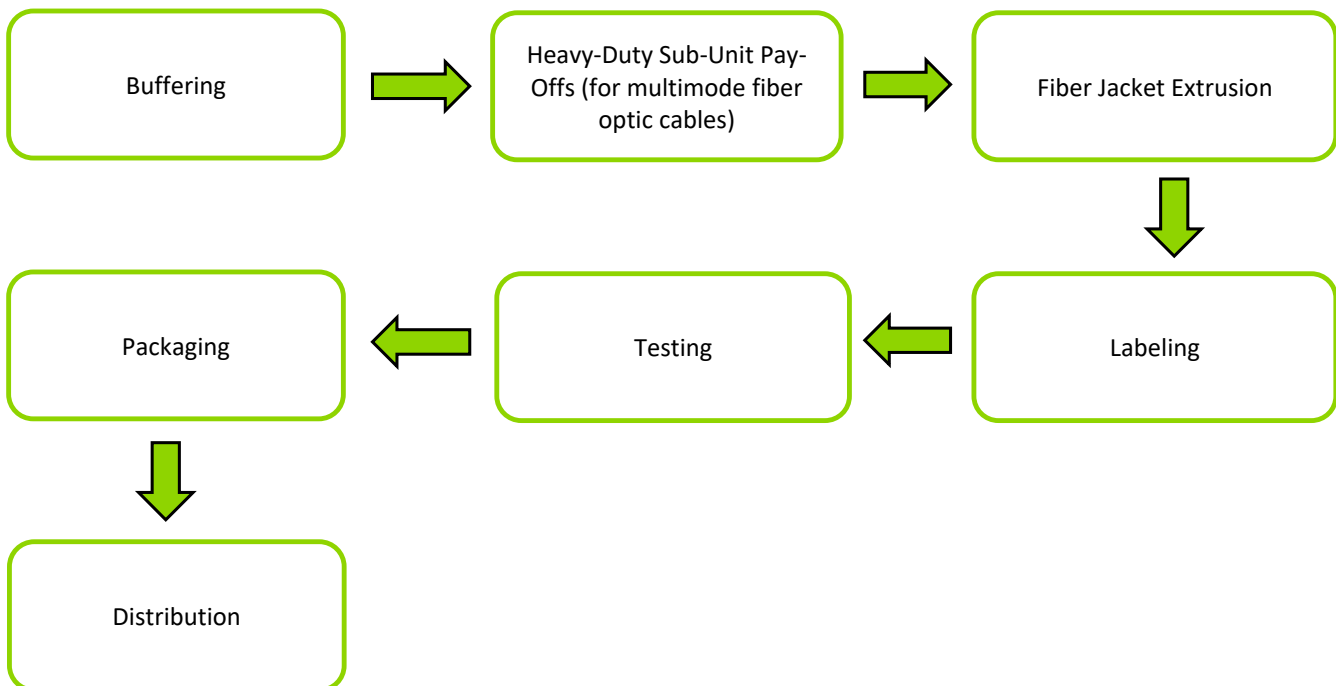 Buffering
Heavy-Duty Sub-Unit Pay-
Offs (for multimode fiber
optic cables)
Fiber Jacket Extrusion
Labeling
Testing
Packaging
Distribution